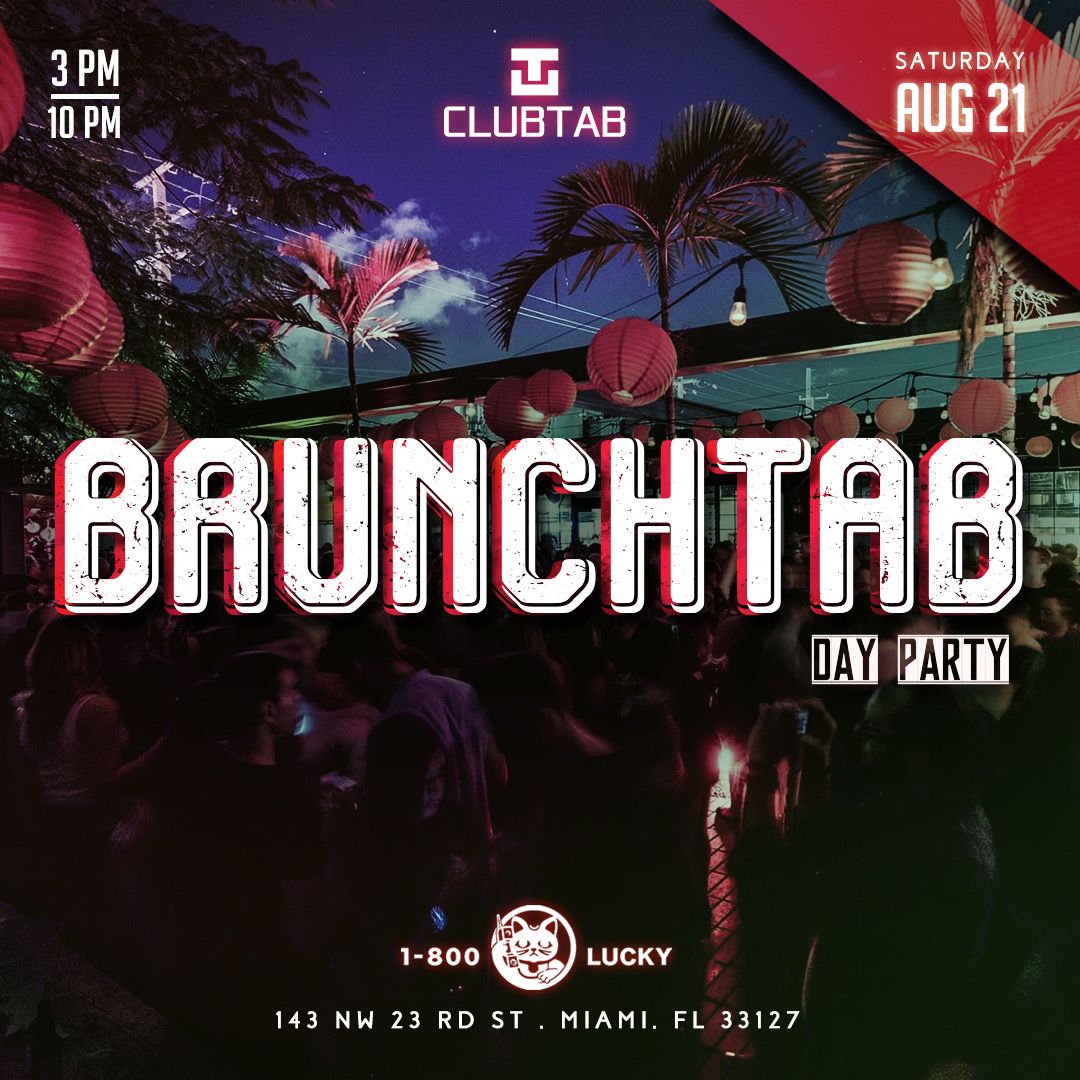 3 PM
10 PM
CLUBTAB
SATURDAY
AUG 21
BRUNCHTAB
DAY PARTY
1-800 LUCKY
143 NW 23 RD ST . MIAMI. FL 33127